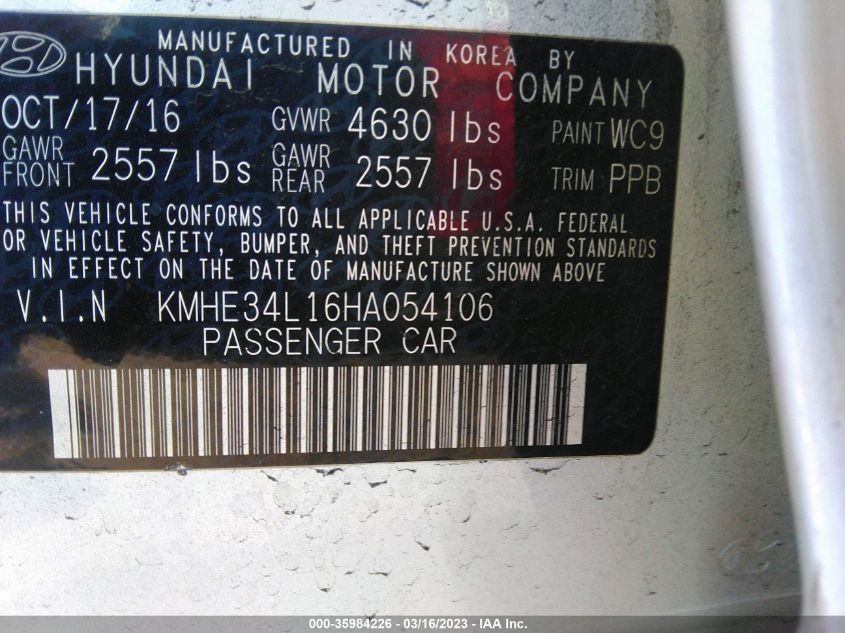 MANUFACTURED IN KOREA BY
HYUNDAI MOTOR COMPANY
OCT/17/16 GVWR 4630 lbs PAINT WC9
GAWR FRONT 2557 lbs GAWR REAR 2557 lbs TRIM PPB
THIS VEHICLE CONFORMS TO ALL APPLICABLE U.S.A. FEDERAL
OR VEHICLE SAFETY, BUMPER, AND THEFT PREVENTION STANDARDS
IN EFFECT ON THE DATE OF MANUFACTURE SHOWN ABOVE
V.I.N KMHE34L16HA054106
PASSENGER CAR
000-35984226 - 03/16/2023 - IAA Inc.